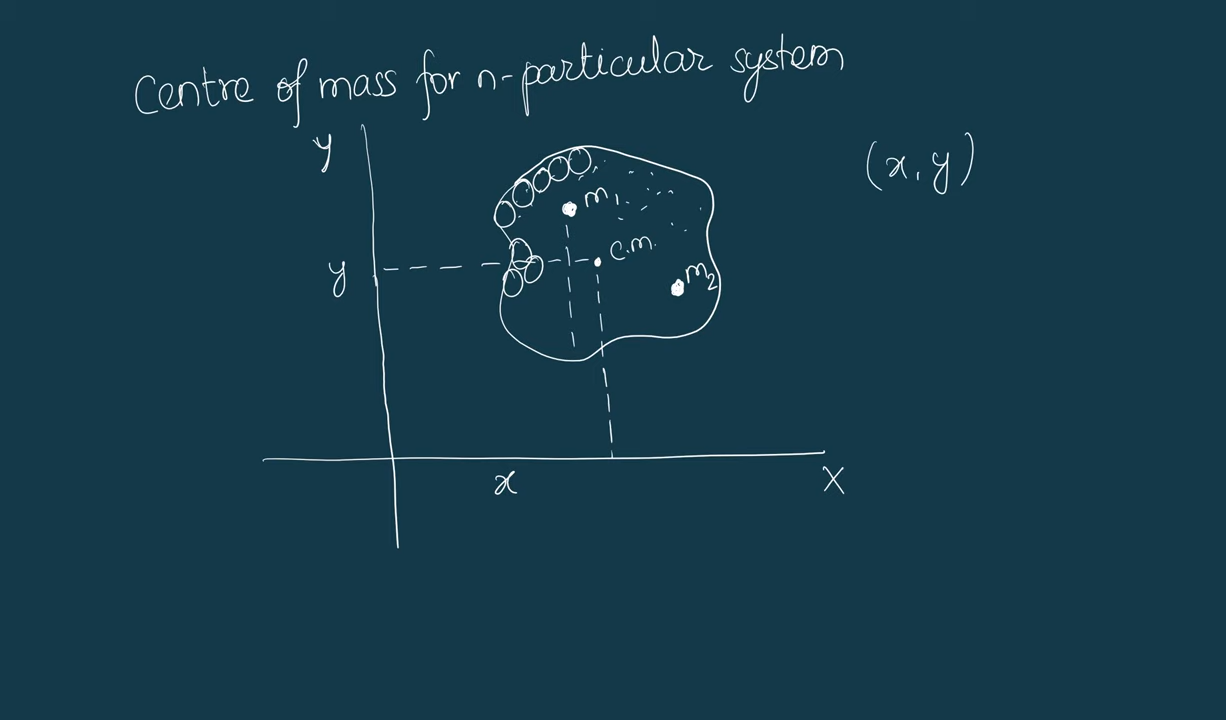 Centre of mass for n-particular system
y
(x, y)
m1
C.m.
y
m2
x
X